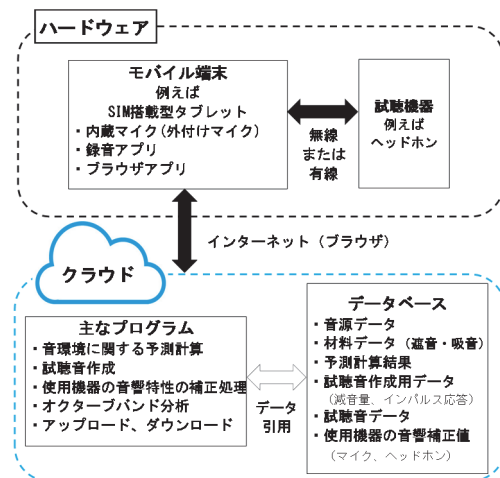 ハードウェア
モバイル端末
例えば
SIM搭載型タブレット
・内蔵マイク(外付けマイク)
・録音アプリ
・ブラウザアプリ
無線
または
有線
試聴機器
例えば
ヘッドホン
インターネット（ブラウザ）
クラウド
主なプログラム
・音環境に関する予測計算
・試聴音作成
・使用機器の音響特性の補正処理
・オクターブバンド分析
・アップロード、ダウンロード
データ
引用
データベース
・音源データ
・材料データ（遮音・吸音）
・予測計算結果
・試聴音作成用データ
（減音量、インパルス応答）
・試聴音データ
・使用機器の音響補正値
（マイク、ヘッドホン）